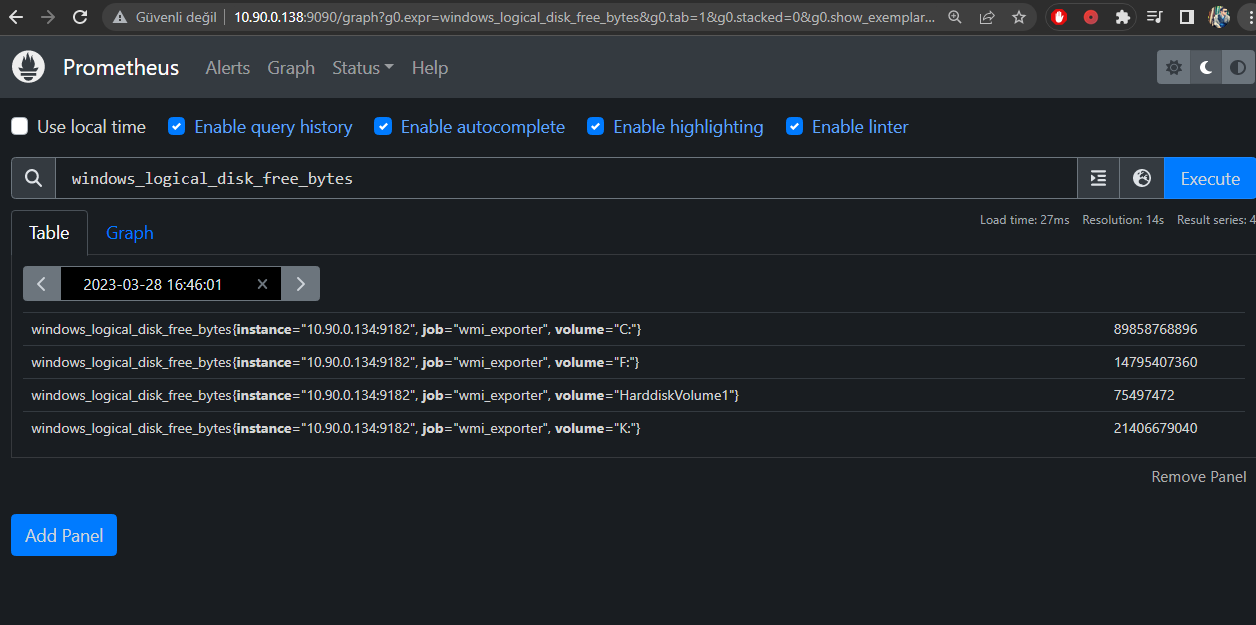 Güvenli değil 10.90.0.138:9090/graph?g0.expr=windows_logical_disk_free_bytes&g0.tab=1&g0.stacked=0&g0.show_exemplar...
Prometheus Alerts Graph Status Help
Use local time Enable query history Enable autocomplete Enable highlighting Enable linter
windows_logical_disk_free_bytes Execute
Load time: 27ms Resolution: 14s Result series: 4
Table Graph
2023-03-28 16:46:01
windows_logical_disk_free_bytes{instance="10.90.0.134:9182", job="wmi_exporter", volume="C:"} 89858768896
windows_logical_disk_free_bytes{instance="10.90.0.134:9182", job="wmi_exporter", volume="F:"} 14795407360
windows_logical_disk_free_bytes{instance="10.90.0.134:9182", job="wmi_exporter", volume="HarddiskVolume1"} 75497472
windows_logical_disk_free_bytes{instance="10.90.0.134:9182", job="wmi_exporter", volume="K:"} 21406679040
Remove Panel
Add Panel